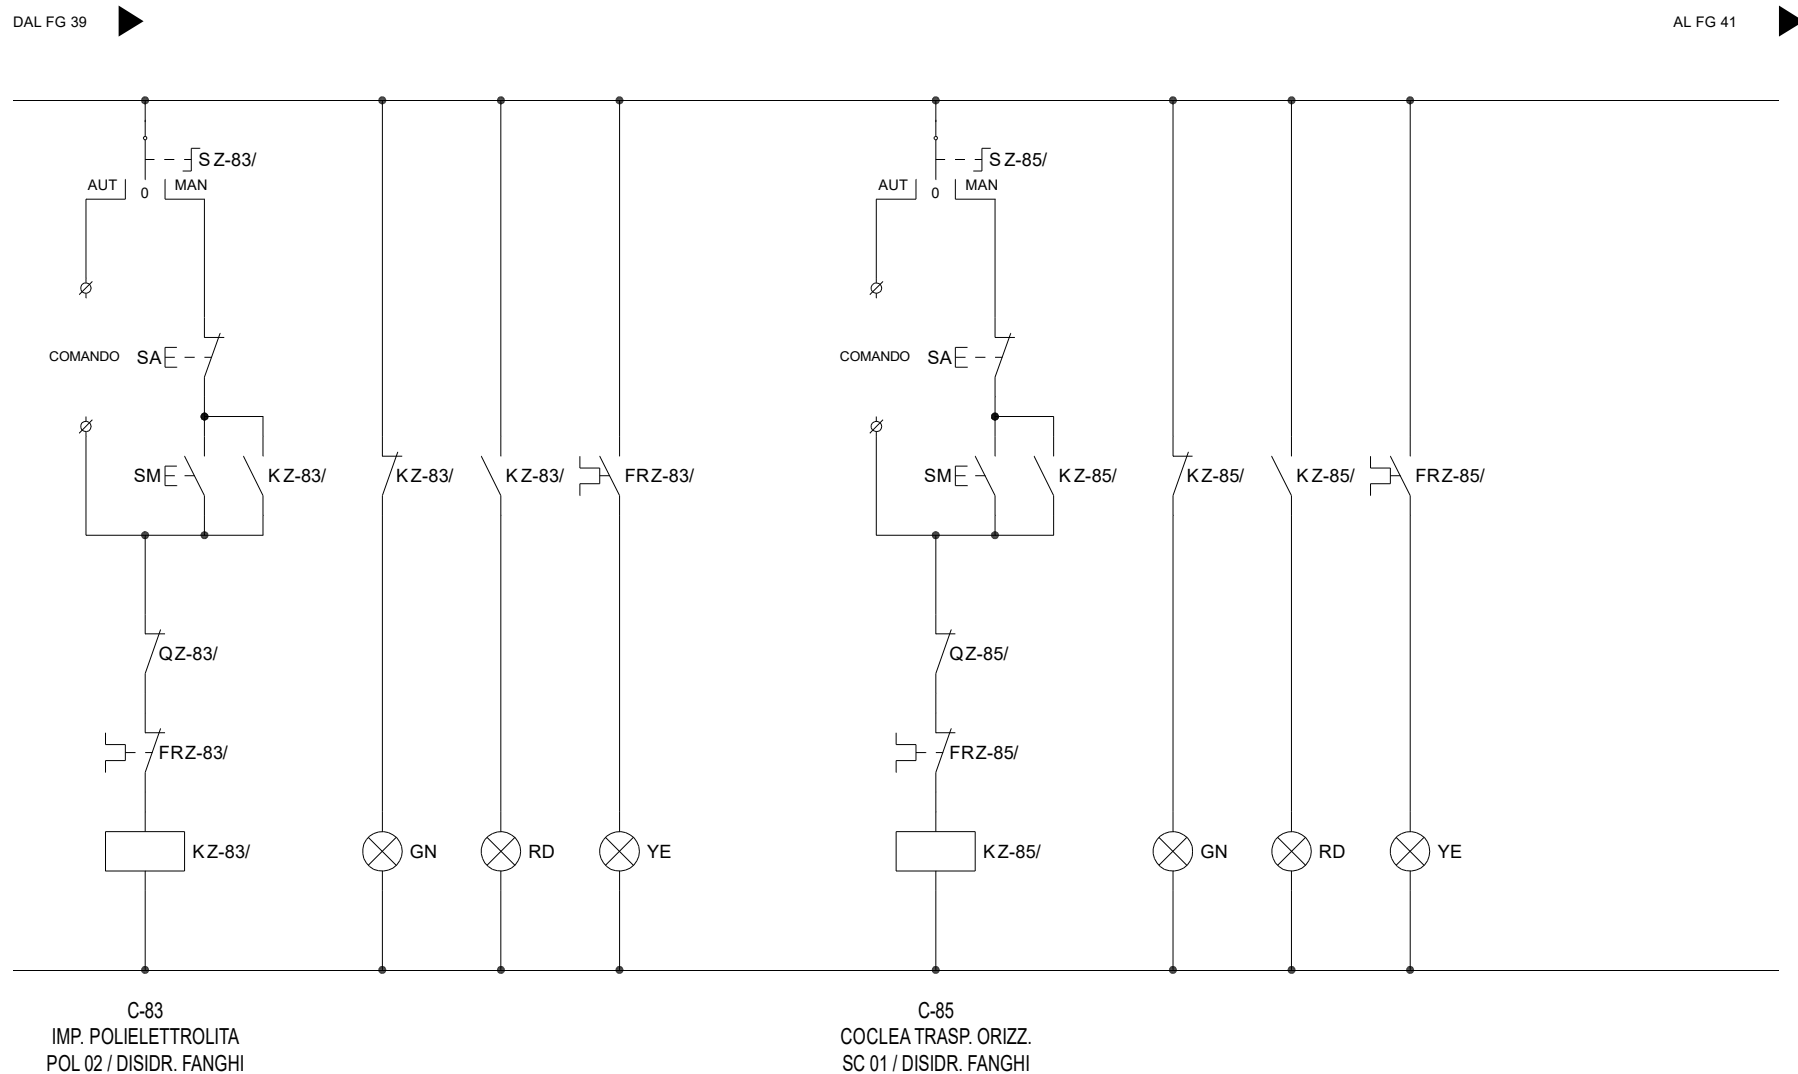 DAL FG 39
AL FG 41
SZ-83/
AUT
0
MAN
COMANDO
SA
SM
KZ-83/
KZ-83/
KZ-83/
FRZ-83/
QZ-83/
FRZ-83/
KZ-83/
GN
RD
YE
C-83
IMP. POLIELETTROLITA
POL 02 / DISIDR. FANGHI
SZ-85/
AUT
0
MAN
COMANDO
SA
SM
KZ-85/
KZ-85/
KZ-85/
FRZ-85/
QZ-85/
FRZ-85/
KZ-85/
GN
RD
YE
C-85
COCLEA TRASP. ORIZZ.
SC 01 / DISIDR. FANGHI